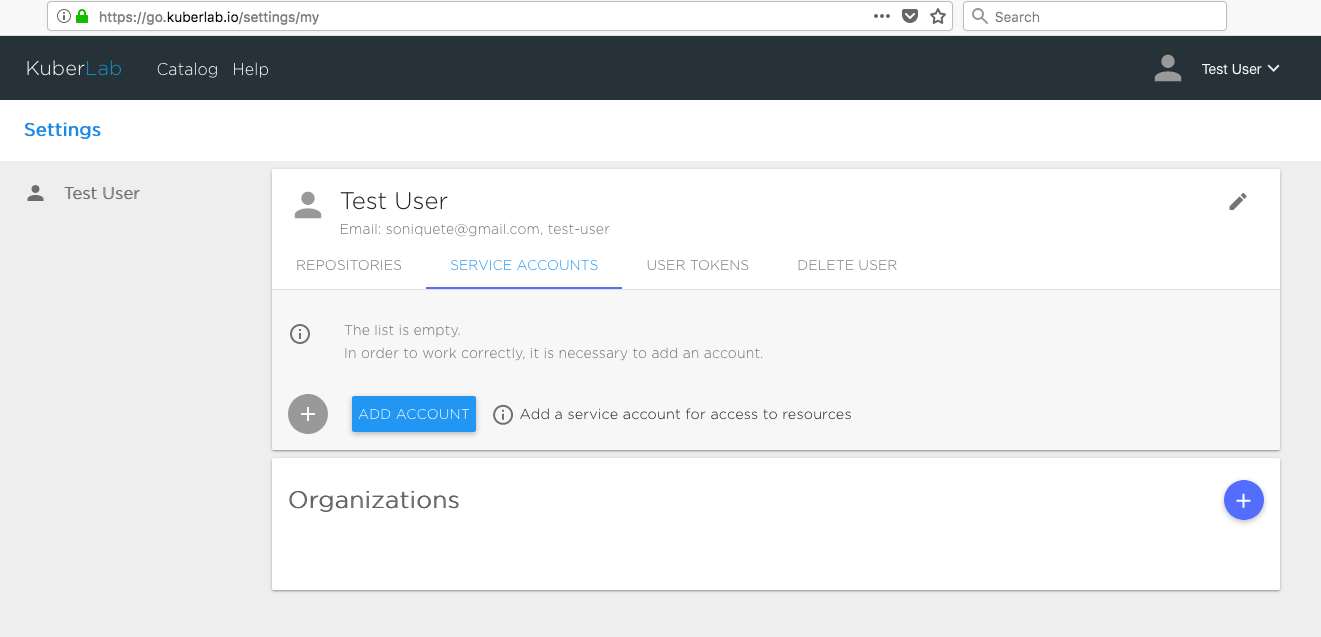 https://go.kuberlab.io/settings/my
Search
KuberLab Catalog Help Test User
Settings
Test User
Test User
Email: soniquete@gmail.com, test-user
REPOSITORIES SERVICE ACCOUNTS USER TOKENS DELETE USER
The list is empty.
In order to work correctly, it is necessary to add an account.
ADD ACCOUNT Add a service account for access to resources
Organizations